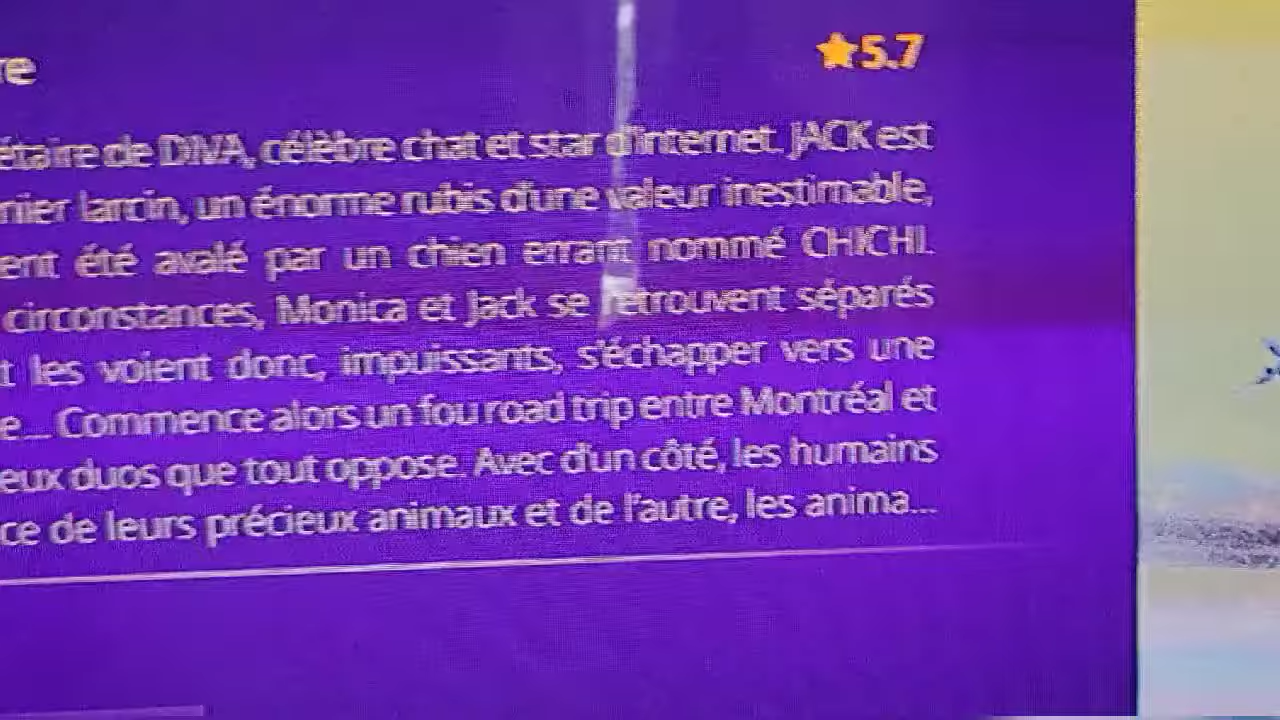 re
★5.7
étaire de DIVA, célèbre chat et star d'internet. JACK est
nier larcin, un énorme rubis d'une valeur inestimable,
ent été avalé par un chien errant nommé CHICHI.
circonstances, Monica et Jack se retrouvent séparés
t les voient donc, impuissants, s'échapper vers une
e... Commence alors un fou road trip entre Montréal et
eux duos que tout oppose. Avec d'un côté, les humains
ce de leurs précieux animaux et de l'autre, les anima...